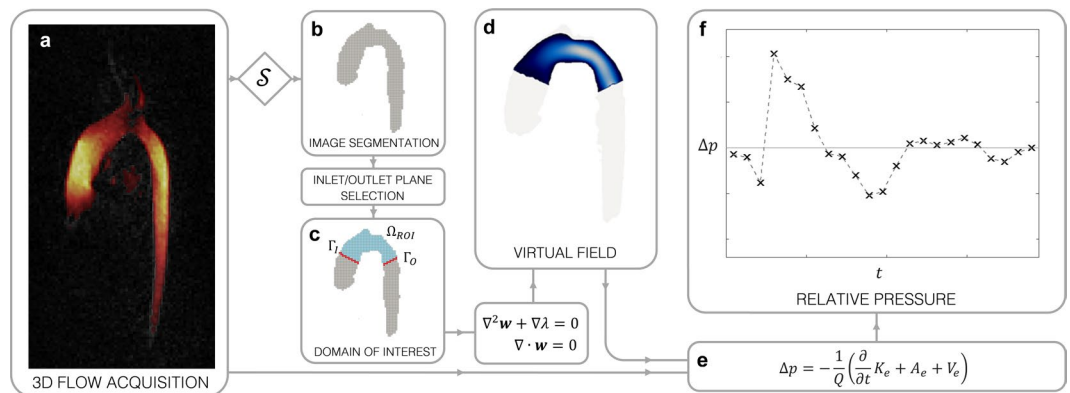 a
3D FLOW ACQUISITION
S
b
IMAGE SEGMENTATION
INLET/OUTLET PLANE
SELECTION
c
Γ_I
Ω_ROI
Γ_O
DOMAIN OF INTEREST
d
VIRTUAL FIELD
∇²w + ∇λ = 0
∇ · w = 0
e
Δp = −1/Q (∂/∂t K_e + A_e + V_e)
f
Δp
t
RELATIVE PRESSURE